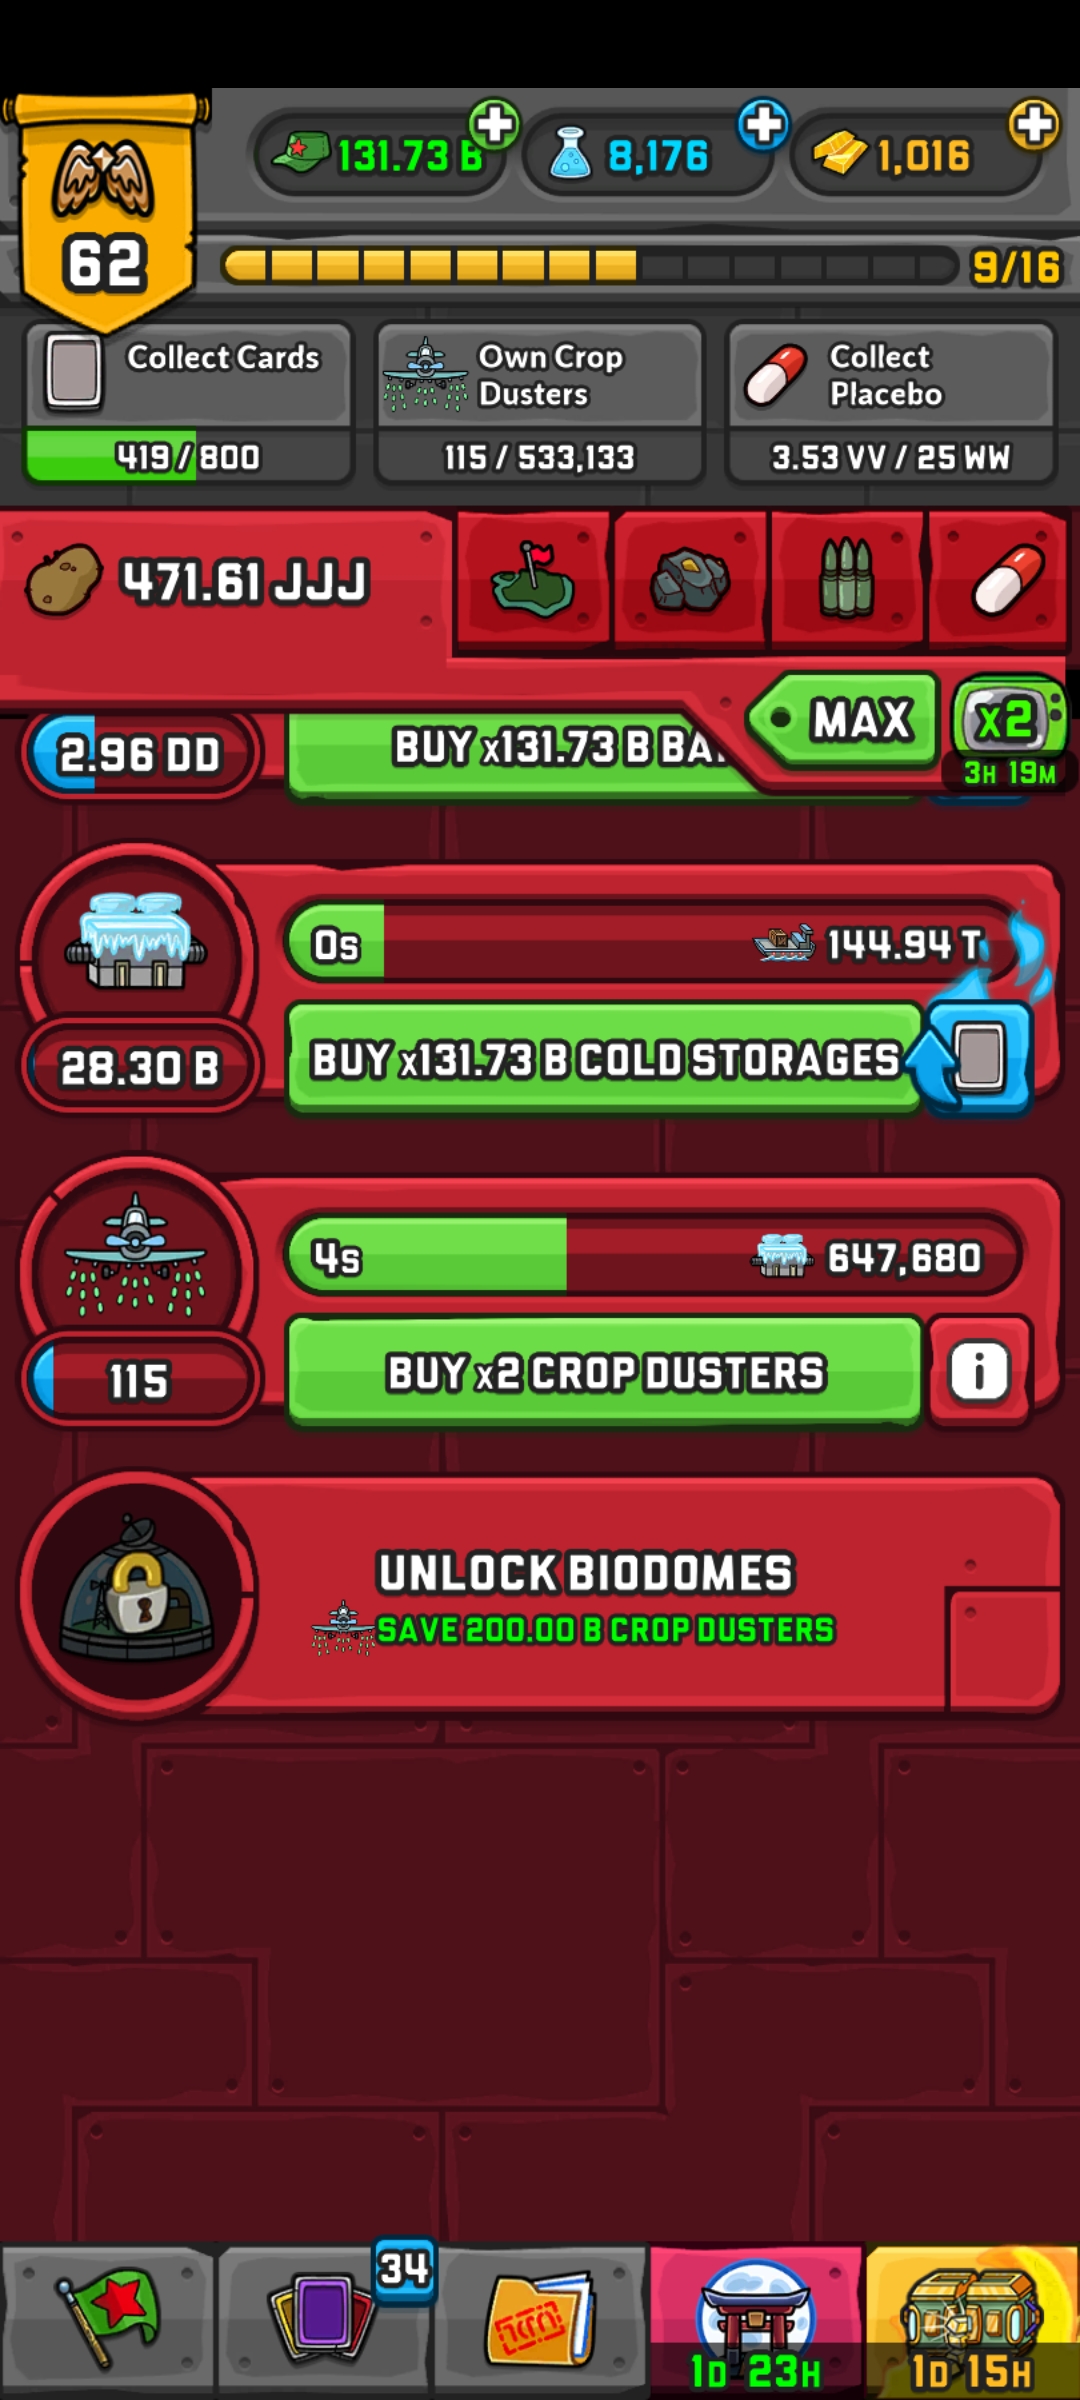 131.73 B
8,176
1,016
62
9/16
Collect Cards
419 / 800
Own Crop
Dusters
115 / 533,133
Collect
Placebo
3.53 VV / 25 WW
471.61 JJJ
MAX
x2
3H 19M
2.96 DD
BUY x131.73 B
0s
144.94 T
28.30 B
BUY x131.73 B COLD STORAGES
4s
647,680
115
BUY x2 CROP DUSTERS
i
UNLOCK BIODOMES
SAVE 200.00 B CROP DUSTERS
34
1D 23H
1D 15H